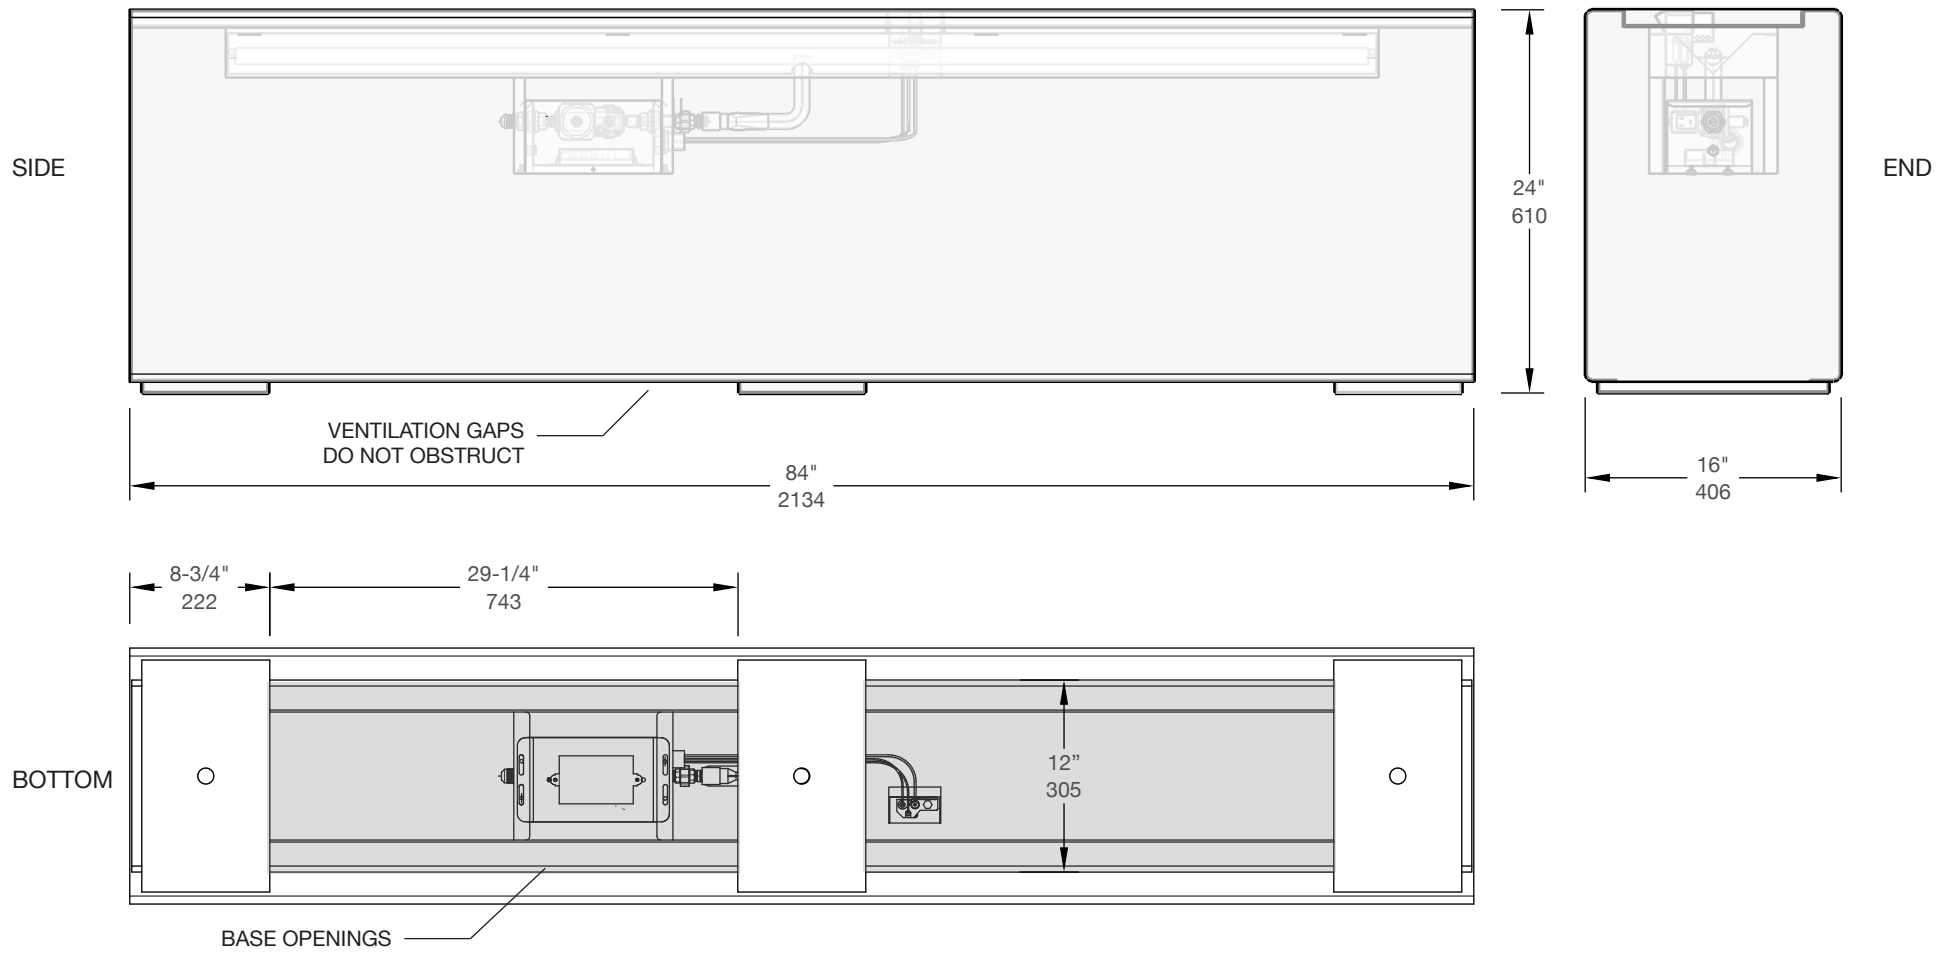 SIDE
24"
610
END
VENTILATION GAPS
DO NOT OBSTRUCT
84"
2134
16"
406
8-3/4"
222
29-1/4"
743
BOTTOM
12”
305
BASE OPENINGS